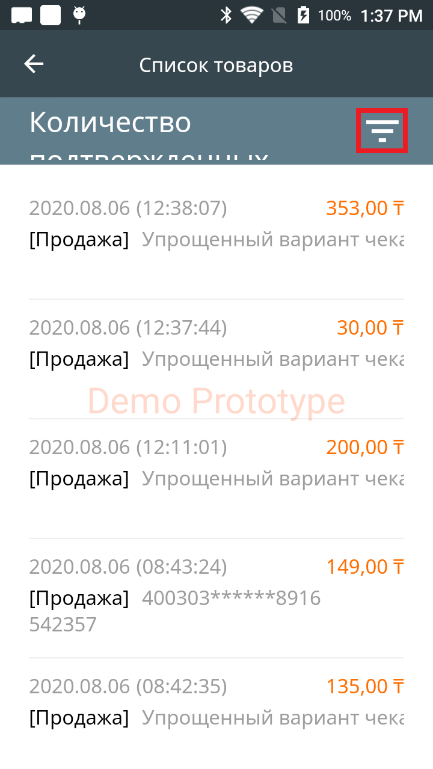 100% 1:37 PM
Список товаров
Количество
подтвержденных
2020.08.06 (12:38:07) 353,00 ₸
[Продажа] Упрощенный вариант чека
2020.08.06 (12:37:44) 30,00 ₸
[Продажа] Упрощенный вариант чека
Demo Prototype
2020.08.06 (12:11:01) 200,00 ₸
[Продажа] Упрощенный вариант чека
2020.08.06 (08:43:24) 149,00 ₸
[Продажа] 400303******8916
542357
2020.08.06 (08:42:35) 135,00 ₸
[Продажа] Упрощенный вариант чека